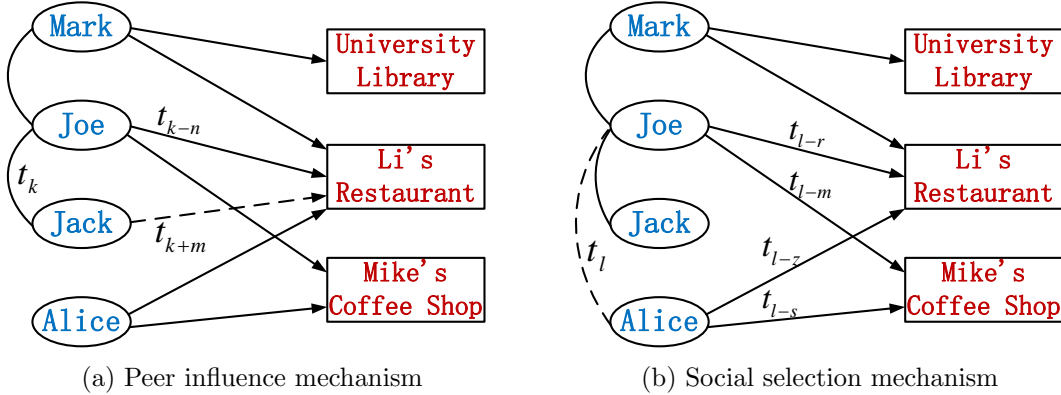 Mark
University
Library
Joe
t_{k-n}
Li's
Restaurant
t_k
Jack
t_{k+m}
Mike's
Coffee Shop
Alice
(a) Peer influence mechanism
Mark
University
Library
Joe
t_{l-r}
Li's
Restaurant
t_{l-m}
Jack
t_l
t_{l-z}
Mike's
Coffee Shop
t_{l-s}
Alice
(b) Social selection mechanism